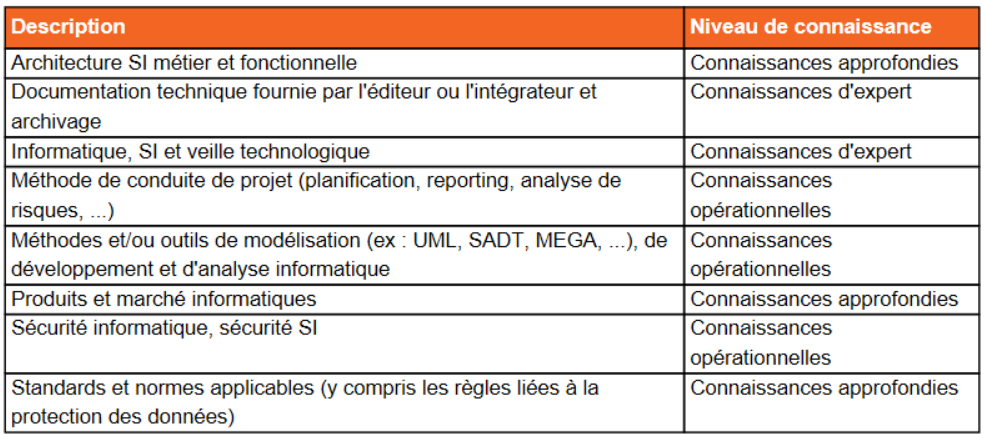 Description Niveau de connaissance
Architecture SI métier et fonctionnelle Connaissances approfondies
Documentation technique fournie par l'éditeur ou l'intégrateur et Connaissances d'expert
archivage
Informatique, SI et veille technologique Connaissances d'expert
Méthode de conduite de projet (planification, reporting, analyse de Connaissances
risques, ...) opérationnelles
Méthodes et/ou outils de modélisation (ex : UML, SADT, MEGA, ...), de Connaissances
développement et d'analyse informatique opérationnelles
Produits et marché informatiques Connaissances approfondies
Sécurité informatique, sécurité SI Connaissances
opérationnelles
Standards et normes applicables (y compris les règles liées à la Connaissances approfondies
protection des données)